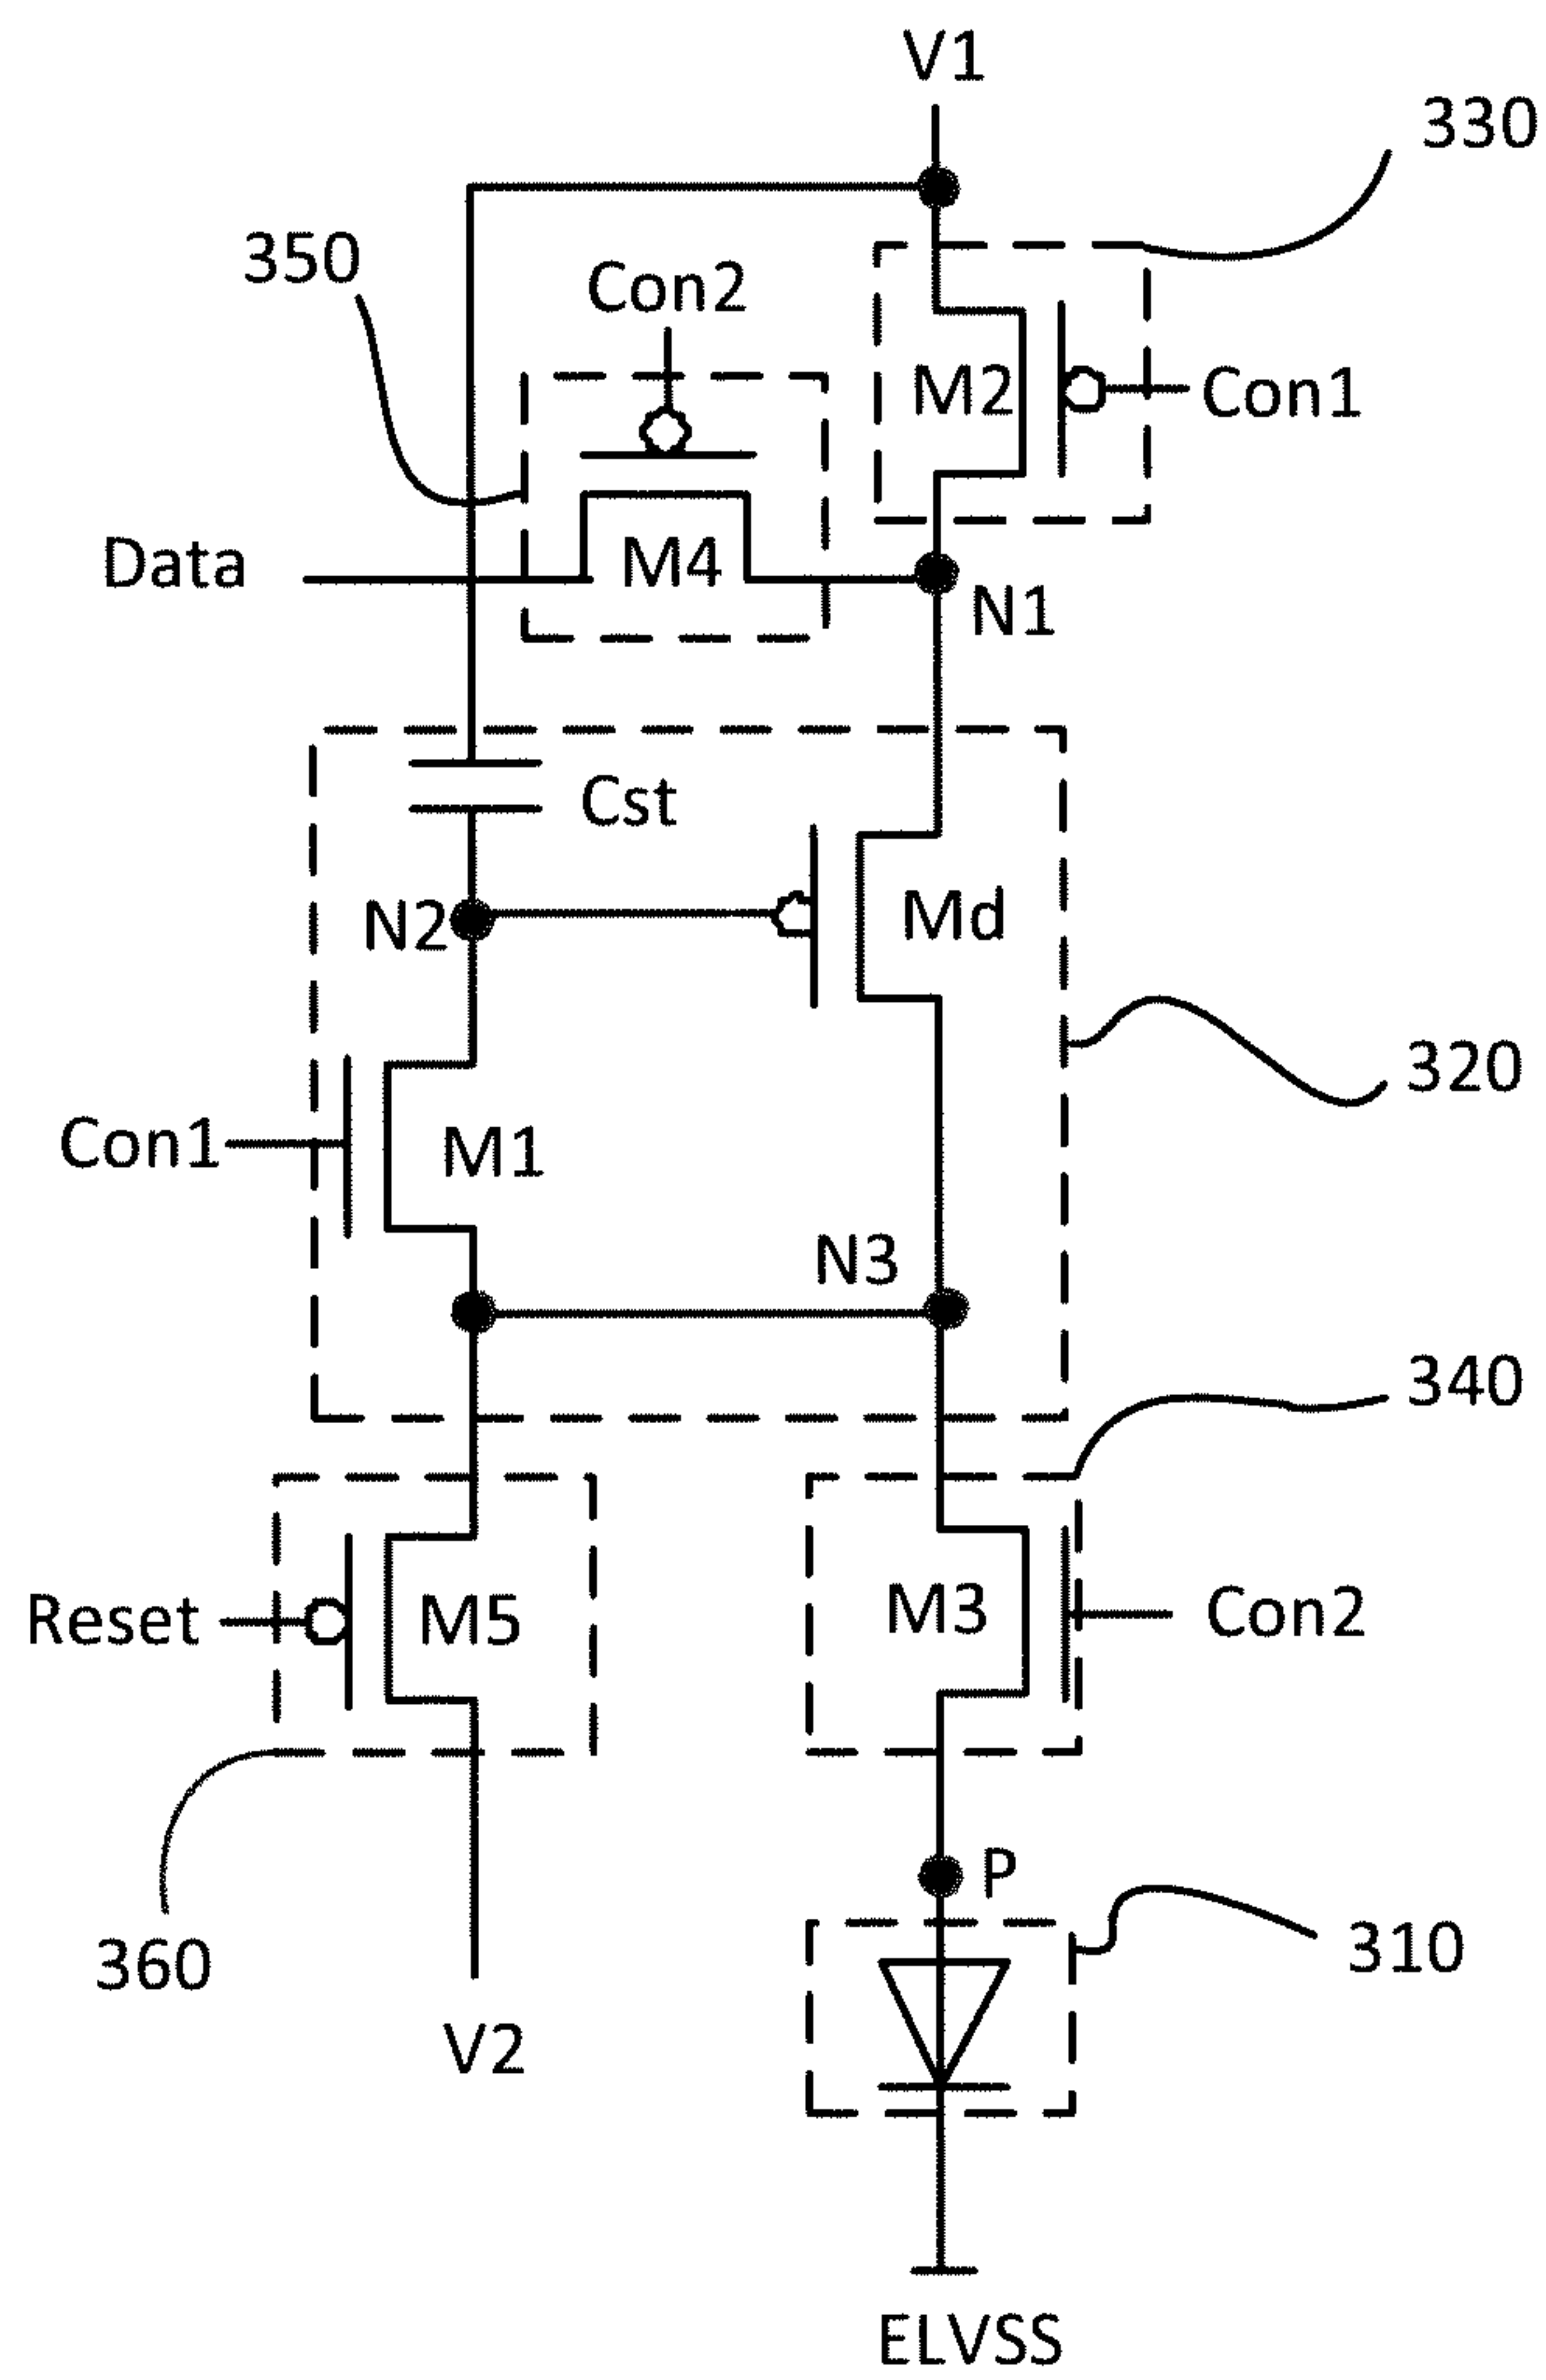 V1
330
350
Con2
M2
Con1
Data
M4
N1
Cst
N2
Md
320
Con1
M1
N3
340
Reset
M5
M3
Con2
P
360
310
V2
ELVSS